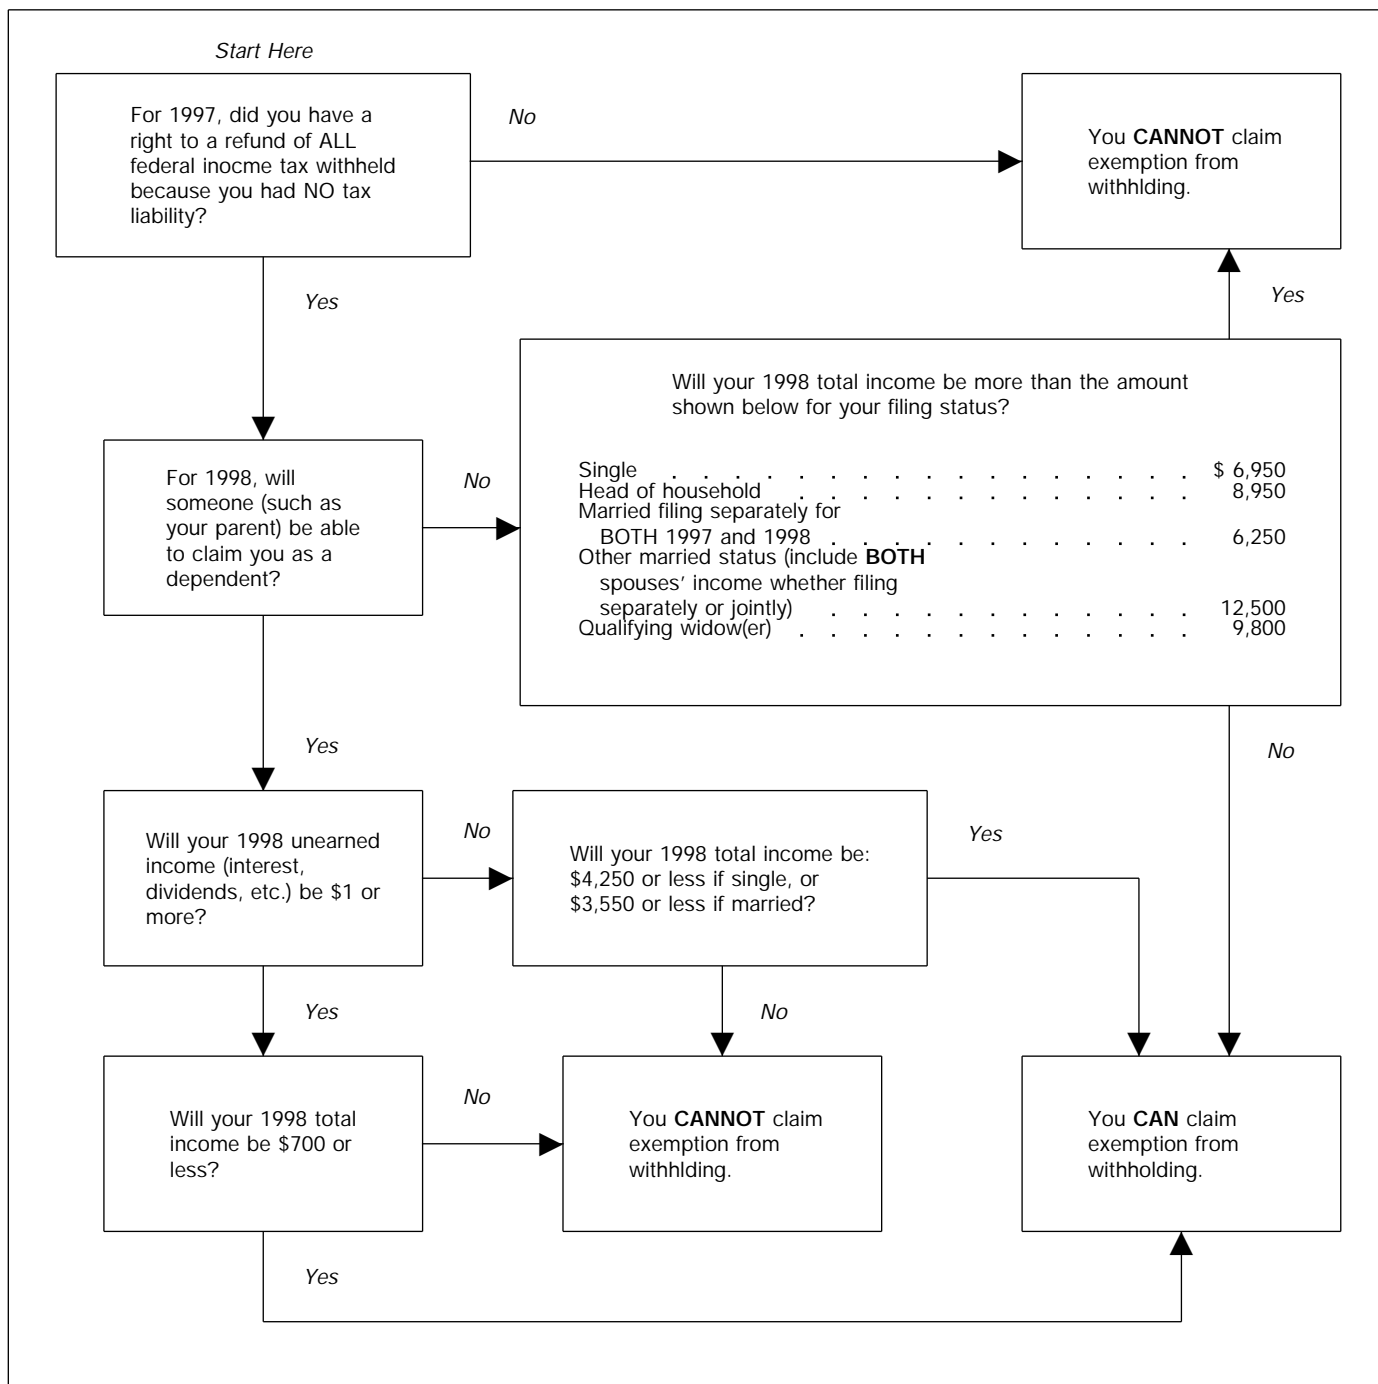 Start Here
For 1997, did you have a
right to a refund of ALL
federal inocme tax withheld
because you had NO tax
liability?
No
You CANNOT claim
exemption from
withhlding.
Yes
Yes
Will your 1998 total income be more than the amount
shown below for your filing status?
Single . . . . . . . . . . . . . . . . . $ 6,950
Head of household . . . . . . . . . . . . . 8,950
Married filing separately for
BOTH 1997 and 1998 . . . . . . . . . . . . 6,250
Other married status (include BOTH
spouses' income whether filing
separately or jointly) . . . . . . . . . . . . 12,500
Qualifying widow(er) . . . . . . . . . . . . . 9,800
For 1998, will
someone (such as
your parent) be able
to claim you as a
dependent?
No
Yes
No
Will your 1998 unearned
income (interest,
dividends, etc.) be $1 or
more?
No
Will your 1998 total income be:
$4,250 or less if single, or
$3,550 or less if married?
Yes
Yes
No
Will your 1998 total
income be $700 or
less?
No
You CANNOT claim
exemption from
withhlding.
You CAN claim
exemption from
withholding.
Yes